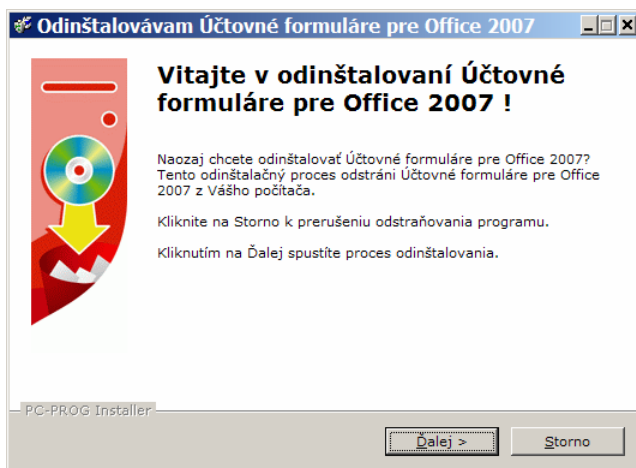 Odinštalovávam Účtovné formuláre pre Office 2007
Vitajte v odinštalovaní Účtovné
formuláre pre Office 2007 !
Naozaj chcete odinštalovať Účtovné formuláre pre Office 2007?
Tento odinštalačný proces odstráni Účtovné formuláre pre Office
2007 z Vášho počítača.
Kliknite na Storno k prerušeniu odstraňovania programu.
Kliknutím na Ďalej spustíte proces odinštalovania.
PC-PROG Installer
Ďalej >
Storno